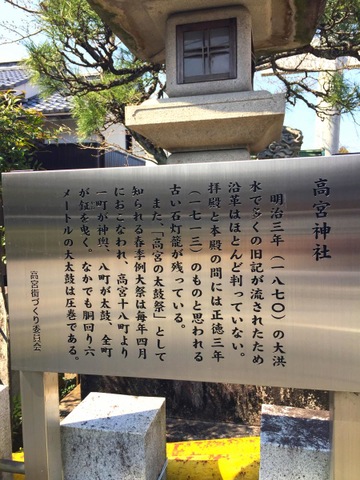 高宮神社
明治三年(一八七〇)の大洪
水で多くの旧記が流されたため
沿革はほとんど判っていない。
拝殿と本殿の間には正徳三年
(一七一三)のものと思われる
古い石灯籠が残っている。
また、「高宮の太鼓祭」として
知られる春季例大祭は毎年四月
におこなわれ、高宮十八町より
一町が神輿、八町が太鼓、全町
が鉦を曳く。なかでも胴回り六
メートルの大太鼓は圧巻である。
高宮街づくり委員会